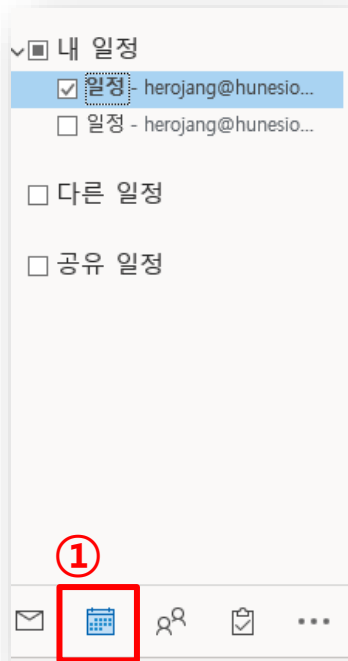 내 일정
일정 - herojang@hunesio...
일정 - herojang@hunesio...
다른 일정
공유 일정
①